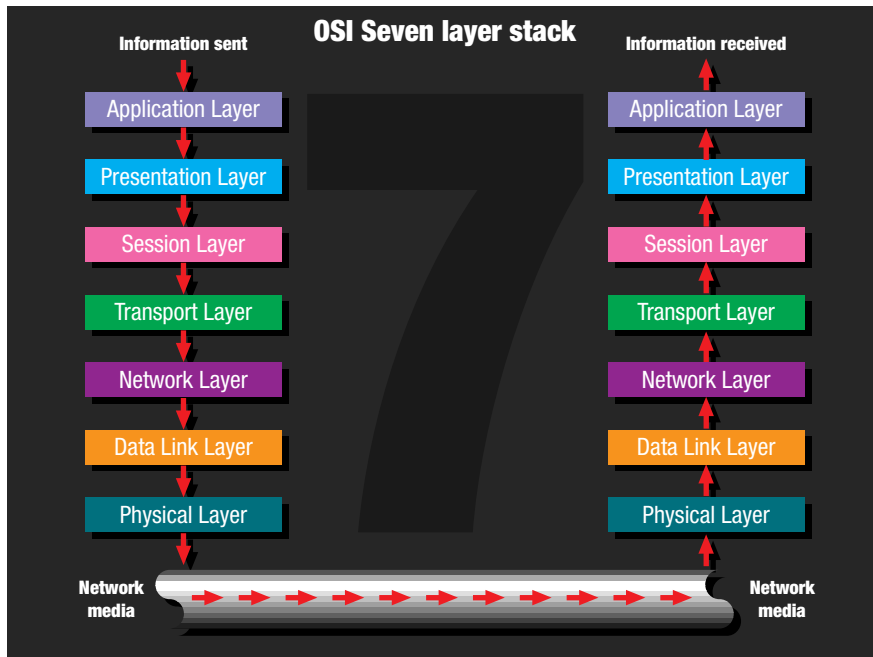 OSI Seven layer stack
Information sent
Application Layer
Presentation Layer
Session Layer
Transport Layer
Network Layer
Data Link Layer
Physical Layer
Network
media
Information received
Application Layer
Presentation Layer
Session Layer
Transport Layer
Network Layer
Data Link Layer
Physical Layer
Network
media
7